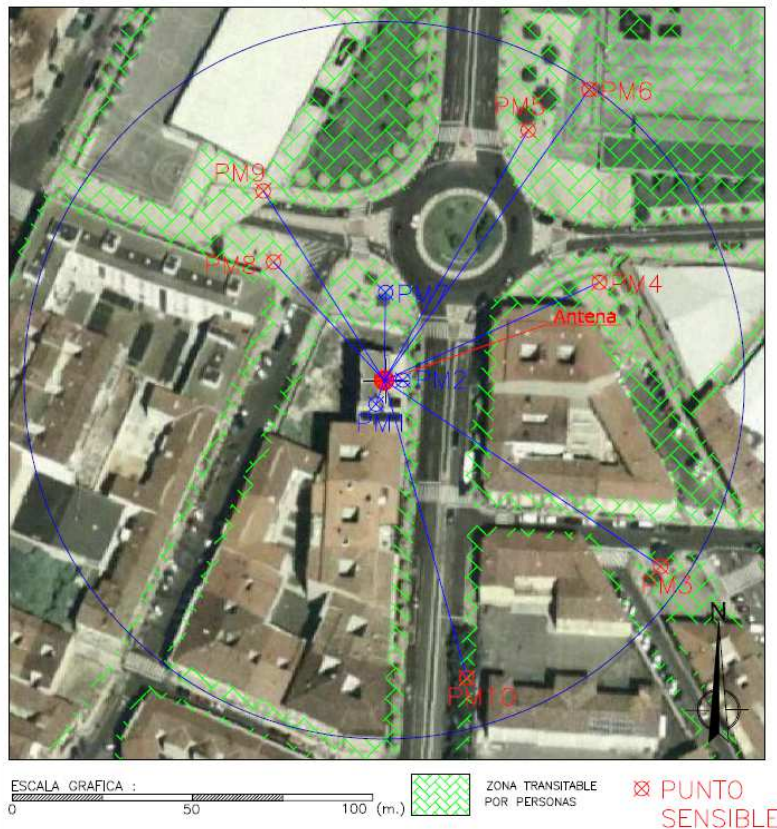 PM6
PM5
PM9
PM8
PM7
PM4
Antena
PM2
PM1
PM3
N
PM10
ESCALA GRAFICA :
0 50 100 (m.)
ZONA TRANSITABLE
POR PERSONAS
PUNTO
SENSIBLE